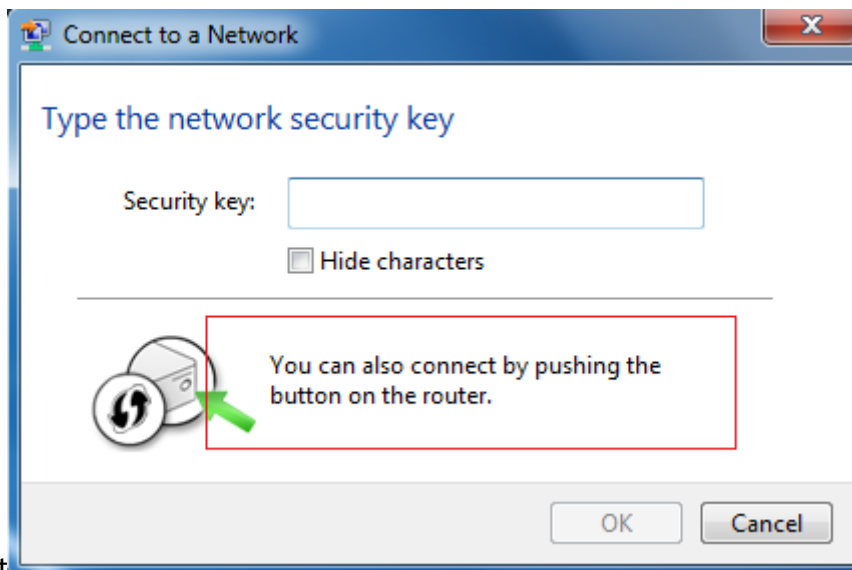 Connect to a Network
Type the network security key
Security key:
Hide characters
You can also connect by pushing the
button on the router.
OK
Cancel
t